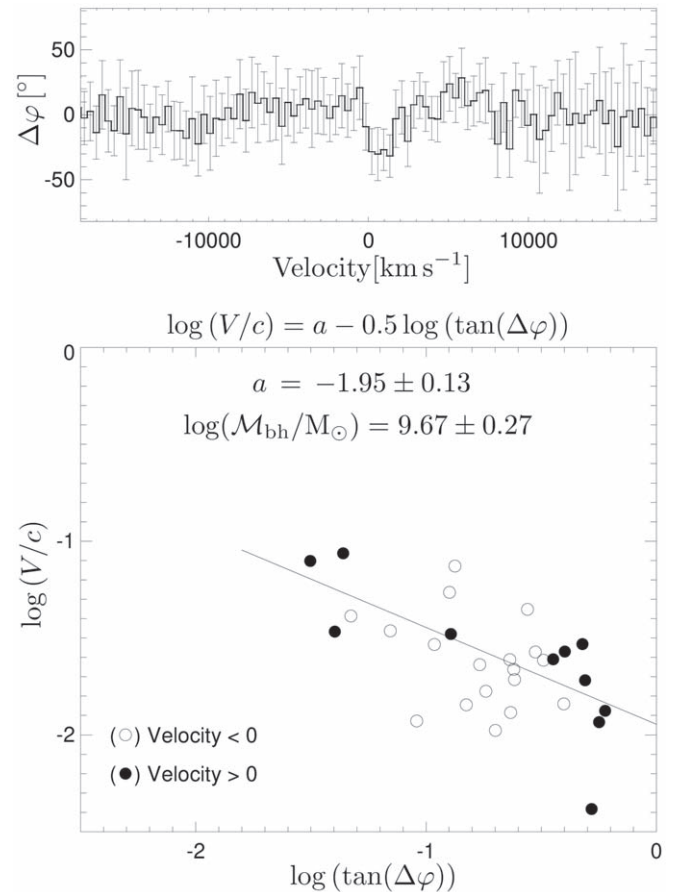 50
0
-50
Δφ [°]
-10000 0 10000
Velocity[km s⁻¹]
log (V/c) = a − 0.5 log (tan(Δφ))
0
a = −1.95 ± 0.13
log(ℳ_bh/M_⊙) = 9.67 ± 0.27
log (V/c)
-1
-2
(○) Velocity < 0
(●) Velocity > 0
-2 -1 0
log (tan(Δφ))